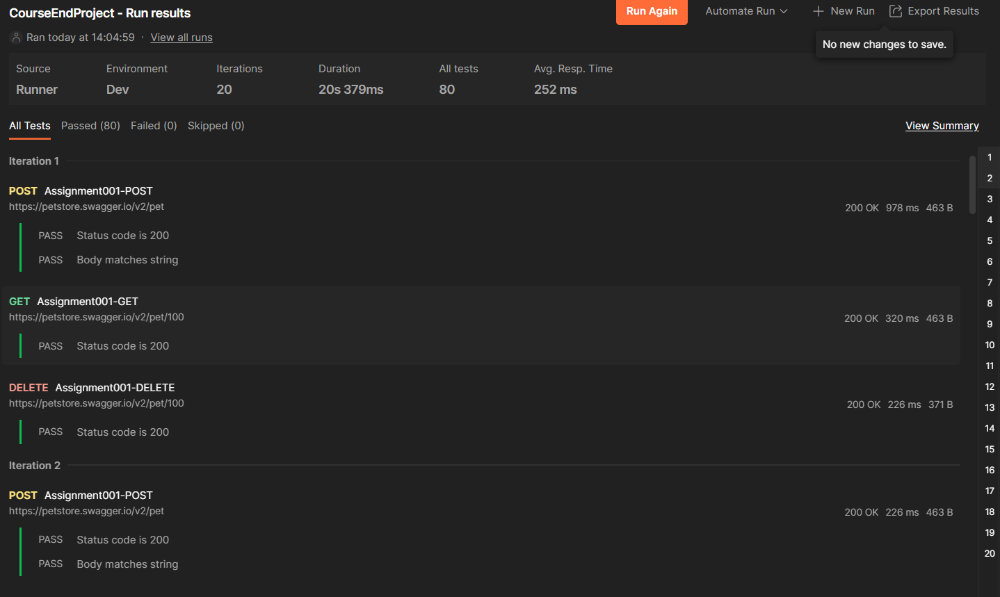 CourseEndProject - Run results
Run Again
Automate Run
New Run
Export Results
Ran today at 14:04:59 · View all runs
No new changes to save.
Source Environment Iterations Duration All tests Avg. Resp. Time
Runner Dev 20 20s 379ms 80 252 ms
All Tests Passed (80) Failed (0) Skipped (0) View Summary
Iteration 1
POST Assignment001-POST
https://petstore.swagger.io/v2/pet
200 OK 978 ms 463 B
PASS Status code is 200
PASS Body matches string
GET Assignment001-GET
https://petstore.swagger.io/v2/pet/100
200 OK 320 ms 463 B
PASS Status code is 200
DELETE Assignment001-DELETE
https://petstore.swagger.io/v2/pet/100
200 OK 226 ms 371 B
PASS Status code is 200
Iteration 2
POST Assignment001-POST
https://petstore.swagger.io/v2/pet
200 OK 226 ms 463 B
PASS Status code is 200
PASS Body matches string
1
2
3
4
5
6
7
8
9
10
11
12
13
14
15
16
17
18
19
20